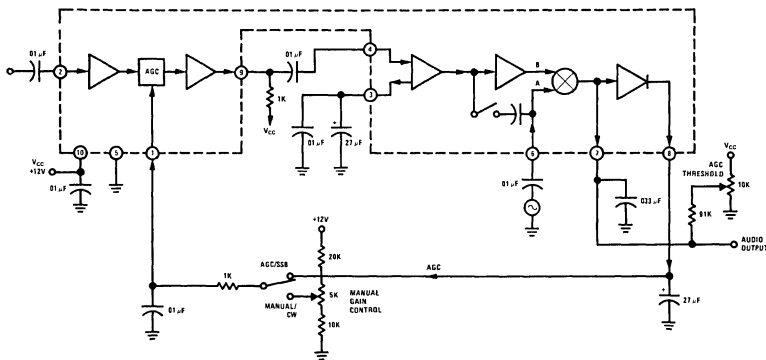 01 µF
2
AGC
9
01 µF
1K
VCC
4
3
01 µF
+
27 µF
B
A
10
5
1
6
7
8
VCC
+12V
01 µF
01 µF
033 µF
VCC
AGC
THRESHOLD
10K
91K
AUDIO
OUTPUT
+12V
20K
AGC/SSB
AGC
1K
5K
MANUAL
GAIN
CONTROL
MANUAL/
CW
10K
01 µF
+
27 µF